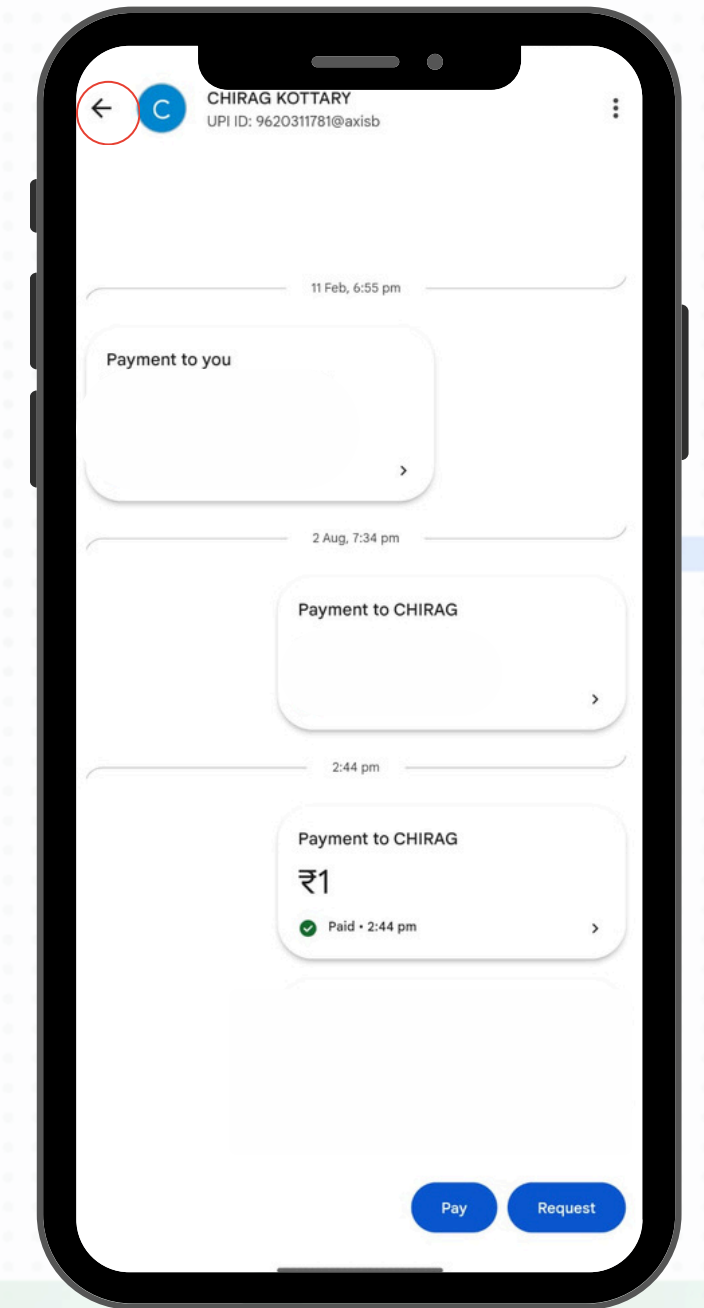 C
CHIRAG KOTTARY
UPI ID: 9620311781@axisb
11 Feb, 6:55 pm
Payment to you
2 Aug, 7:34 pm
Payment to CHIRAG
2:44 pm
Payment to CHIRAG
₹1
Paid • 2:44 pm
Pay
Request